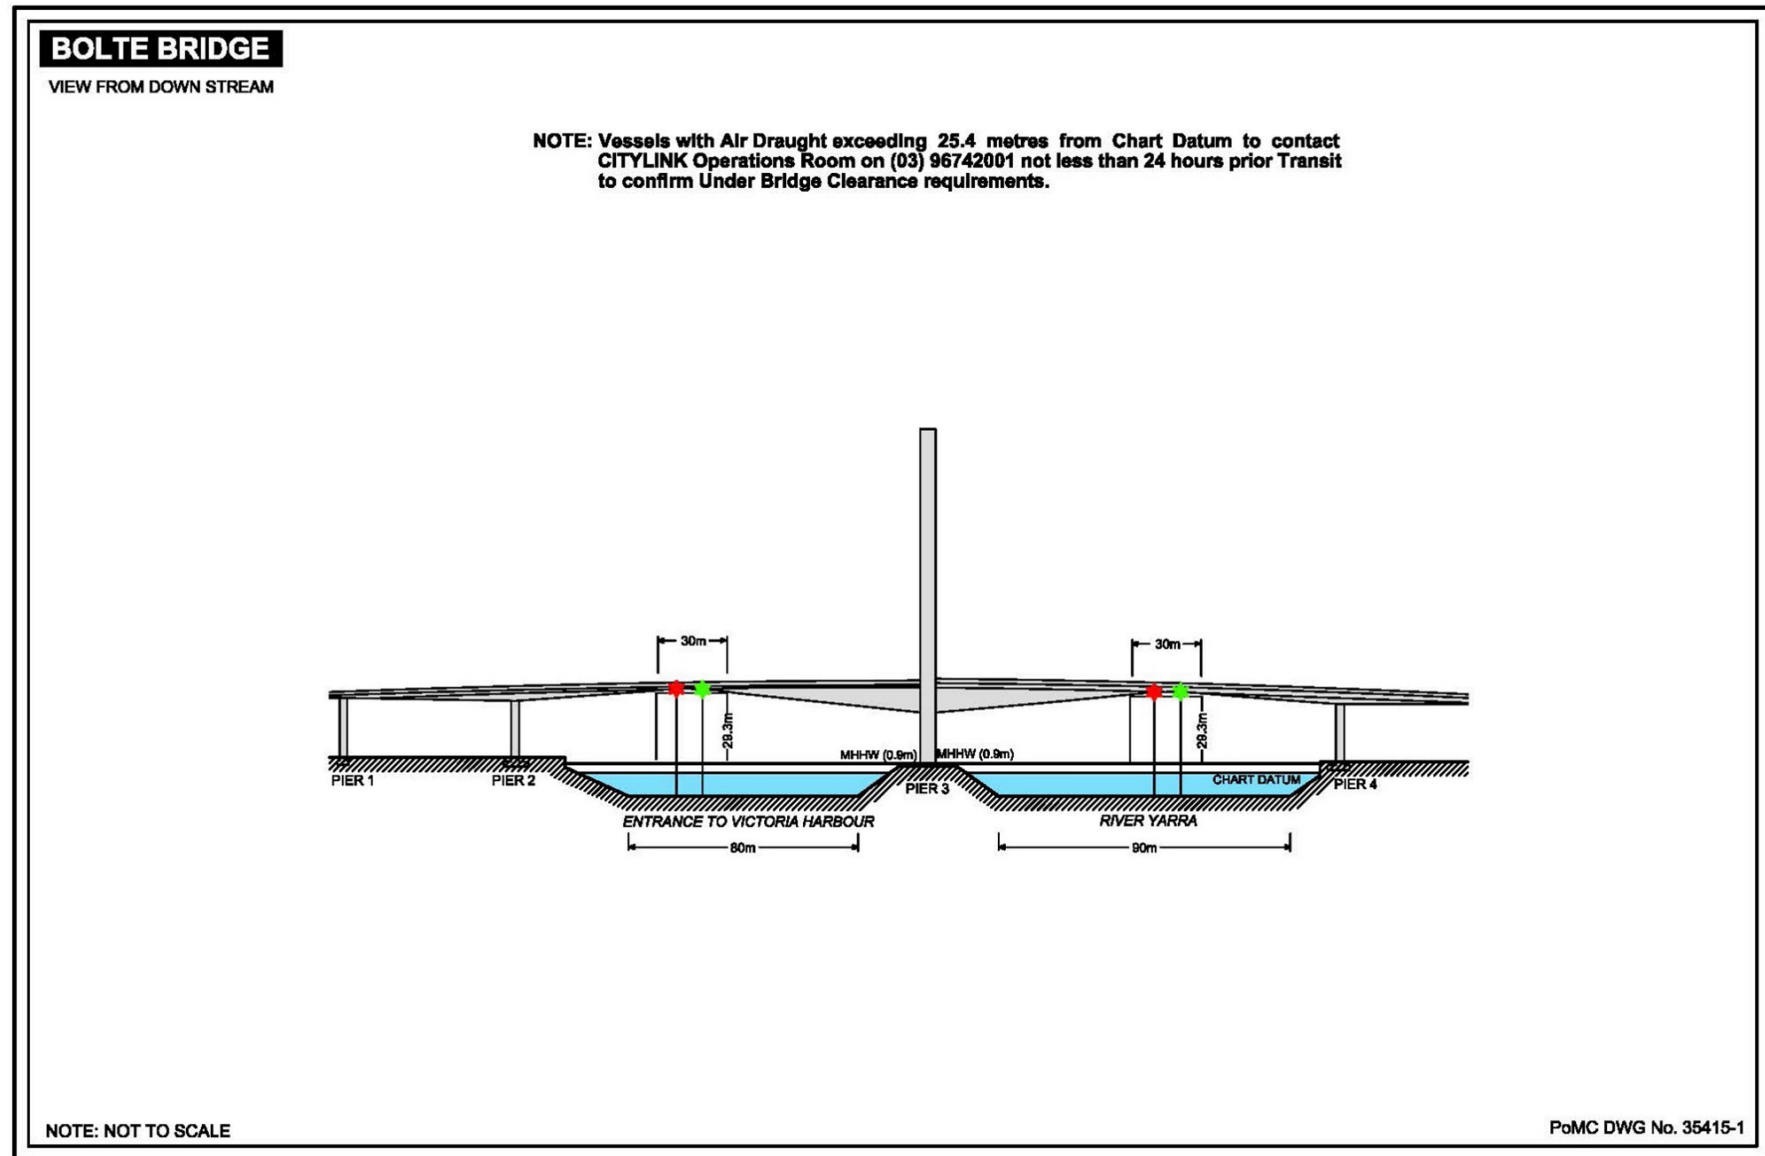 BOLTE BRIDGE
VIEW FROM DOWN STREAM
NOTE: Vessels with Air Draught exceeding 25.4 metres from Chart Datum to contact
CITYLINK Operations Room on (03) 96742001 not less than 24 hours prior Transit
to confirm Under Bridge Clearance requirements.
30m
30m
29.3m
29.3m
MHHW (0.9m)
MHHW (0.9m)
PIER 1
PIER 2
PIER 3
CHART DATUM
PIER 4
ENTRANCE TO VICTORIA HARBOUR
RIVER YARRA
80m
90m
NOTE: NOT TO SCALE
PoMC DWG No. 35415-1